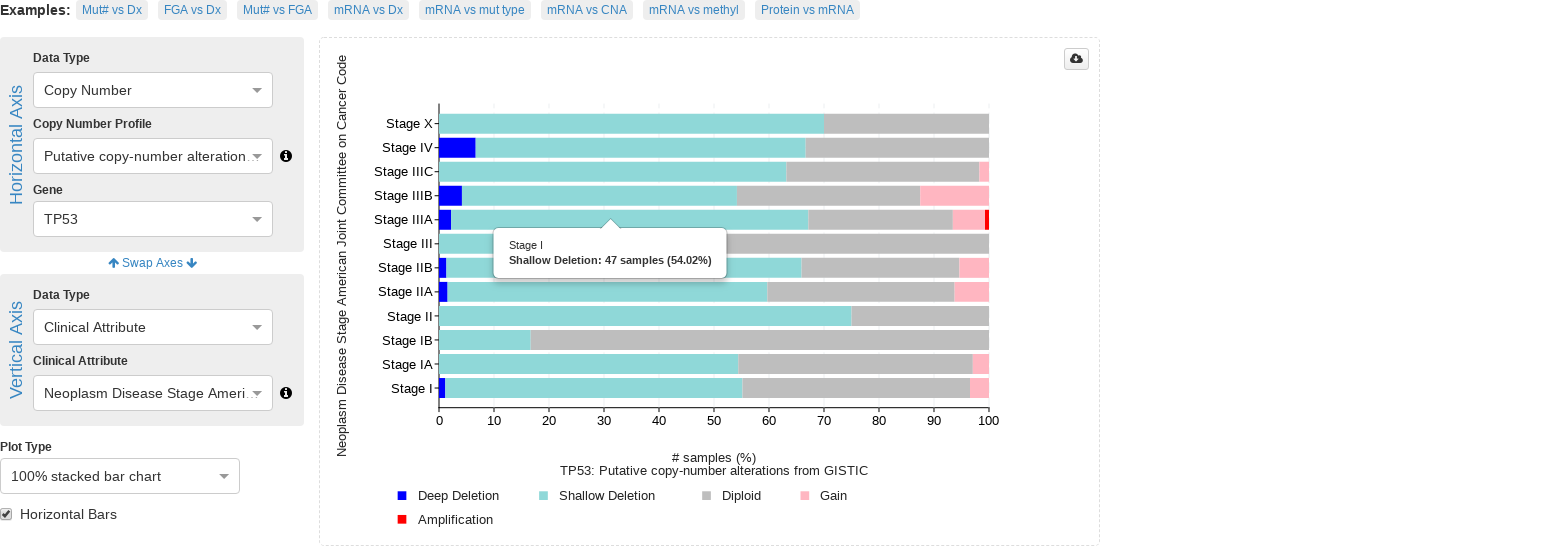 Examples: Mut# vs Dx FGA vs Dx Mut# vs FGA mRNA vs Dx mRNA vs mut type mRNA vs CNA mRNA vs methyl Protein vs mRNA
Horizontal Axis
Data Type
Copy Number
Copy Number Profile
Putative copy-number alteration...
Gene
TP53
Swap Axes
Vertical Axis
Data Type
Clinical Attribute
Clinical Attribute
Neoplasm Disease Stage Ameri...
Plot Type
100% stacked bar chart
Horizontal Bars
Neoplasm Disease Stage American Joint Committee on Cancer Code
Stage X
Stage IV
Stage IIIC
Stage IIIB
Stage IIIA
Stage III
Stage IIB
Stage IIA
Stage II
Stage IB
Stage IA
Stage I
Stage I
Shallow Deletion: 47 samples (54.02%)
0 10 20 30 40 50 60 70 80 90 100
# samples (%)
TP53: Putative copy-number alterations from GISTIC
Deep Deletion Shallow Deletion Diploid Gain
Amplification